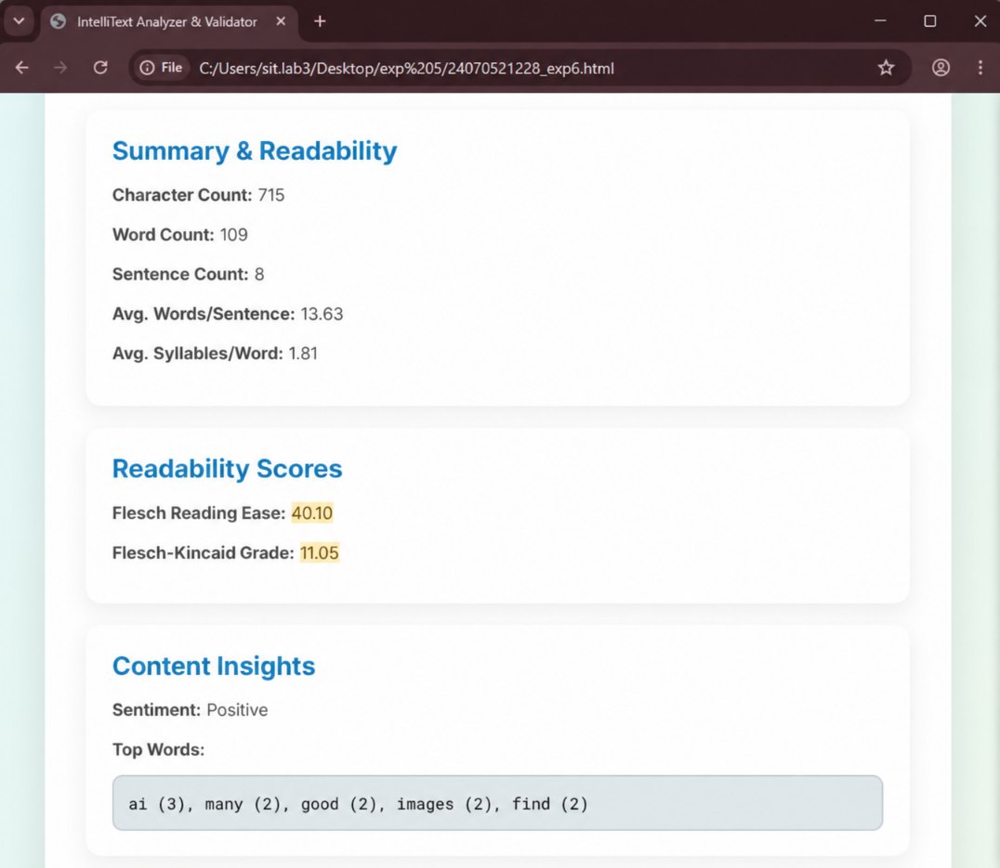 IntelliText Analyzer & Validator
File C:/Users/sit.lab3/Desktop/exp%205/24070521228_exp6.html
Summary & Readability
Character Count: 715
Word Count: 109
Sentence Count: 8
Avg. Words/Sentence: 13.63
Avg. Syllables/Word: 1.81
Readability Scores
Flesch Reading Ease: 40.10
Flesch-Kincaid Grade: 11.05
Content Insights
Sentiment: Positive
Top Words:
ai (3), many (2), good (2), images (2), find (2)